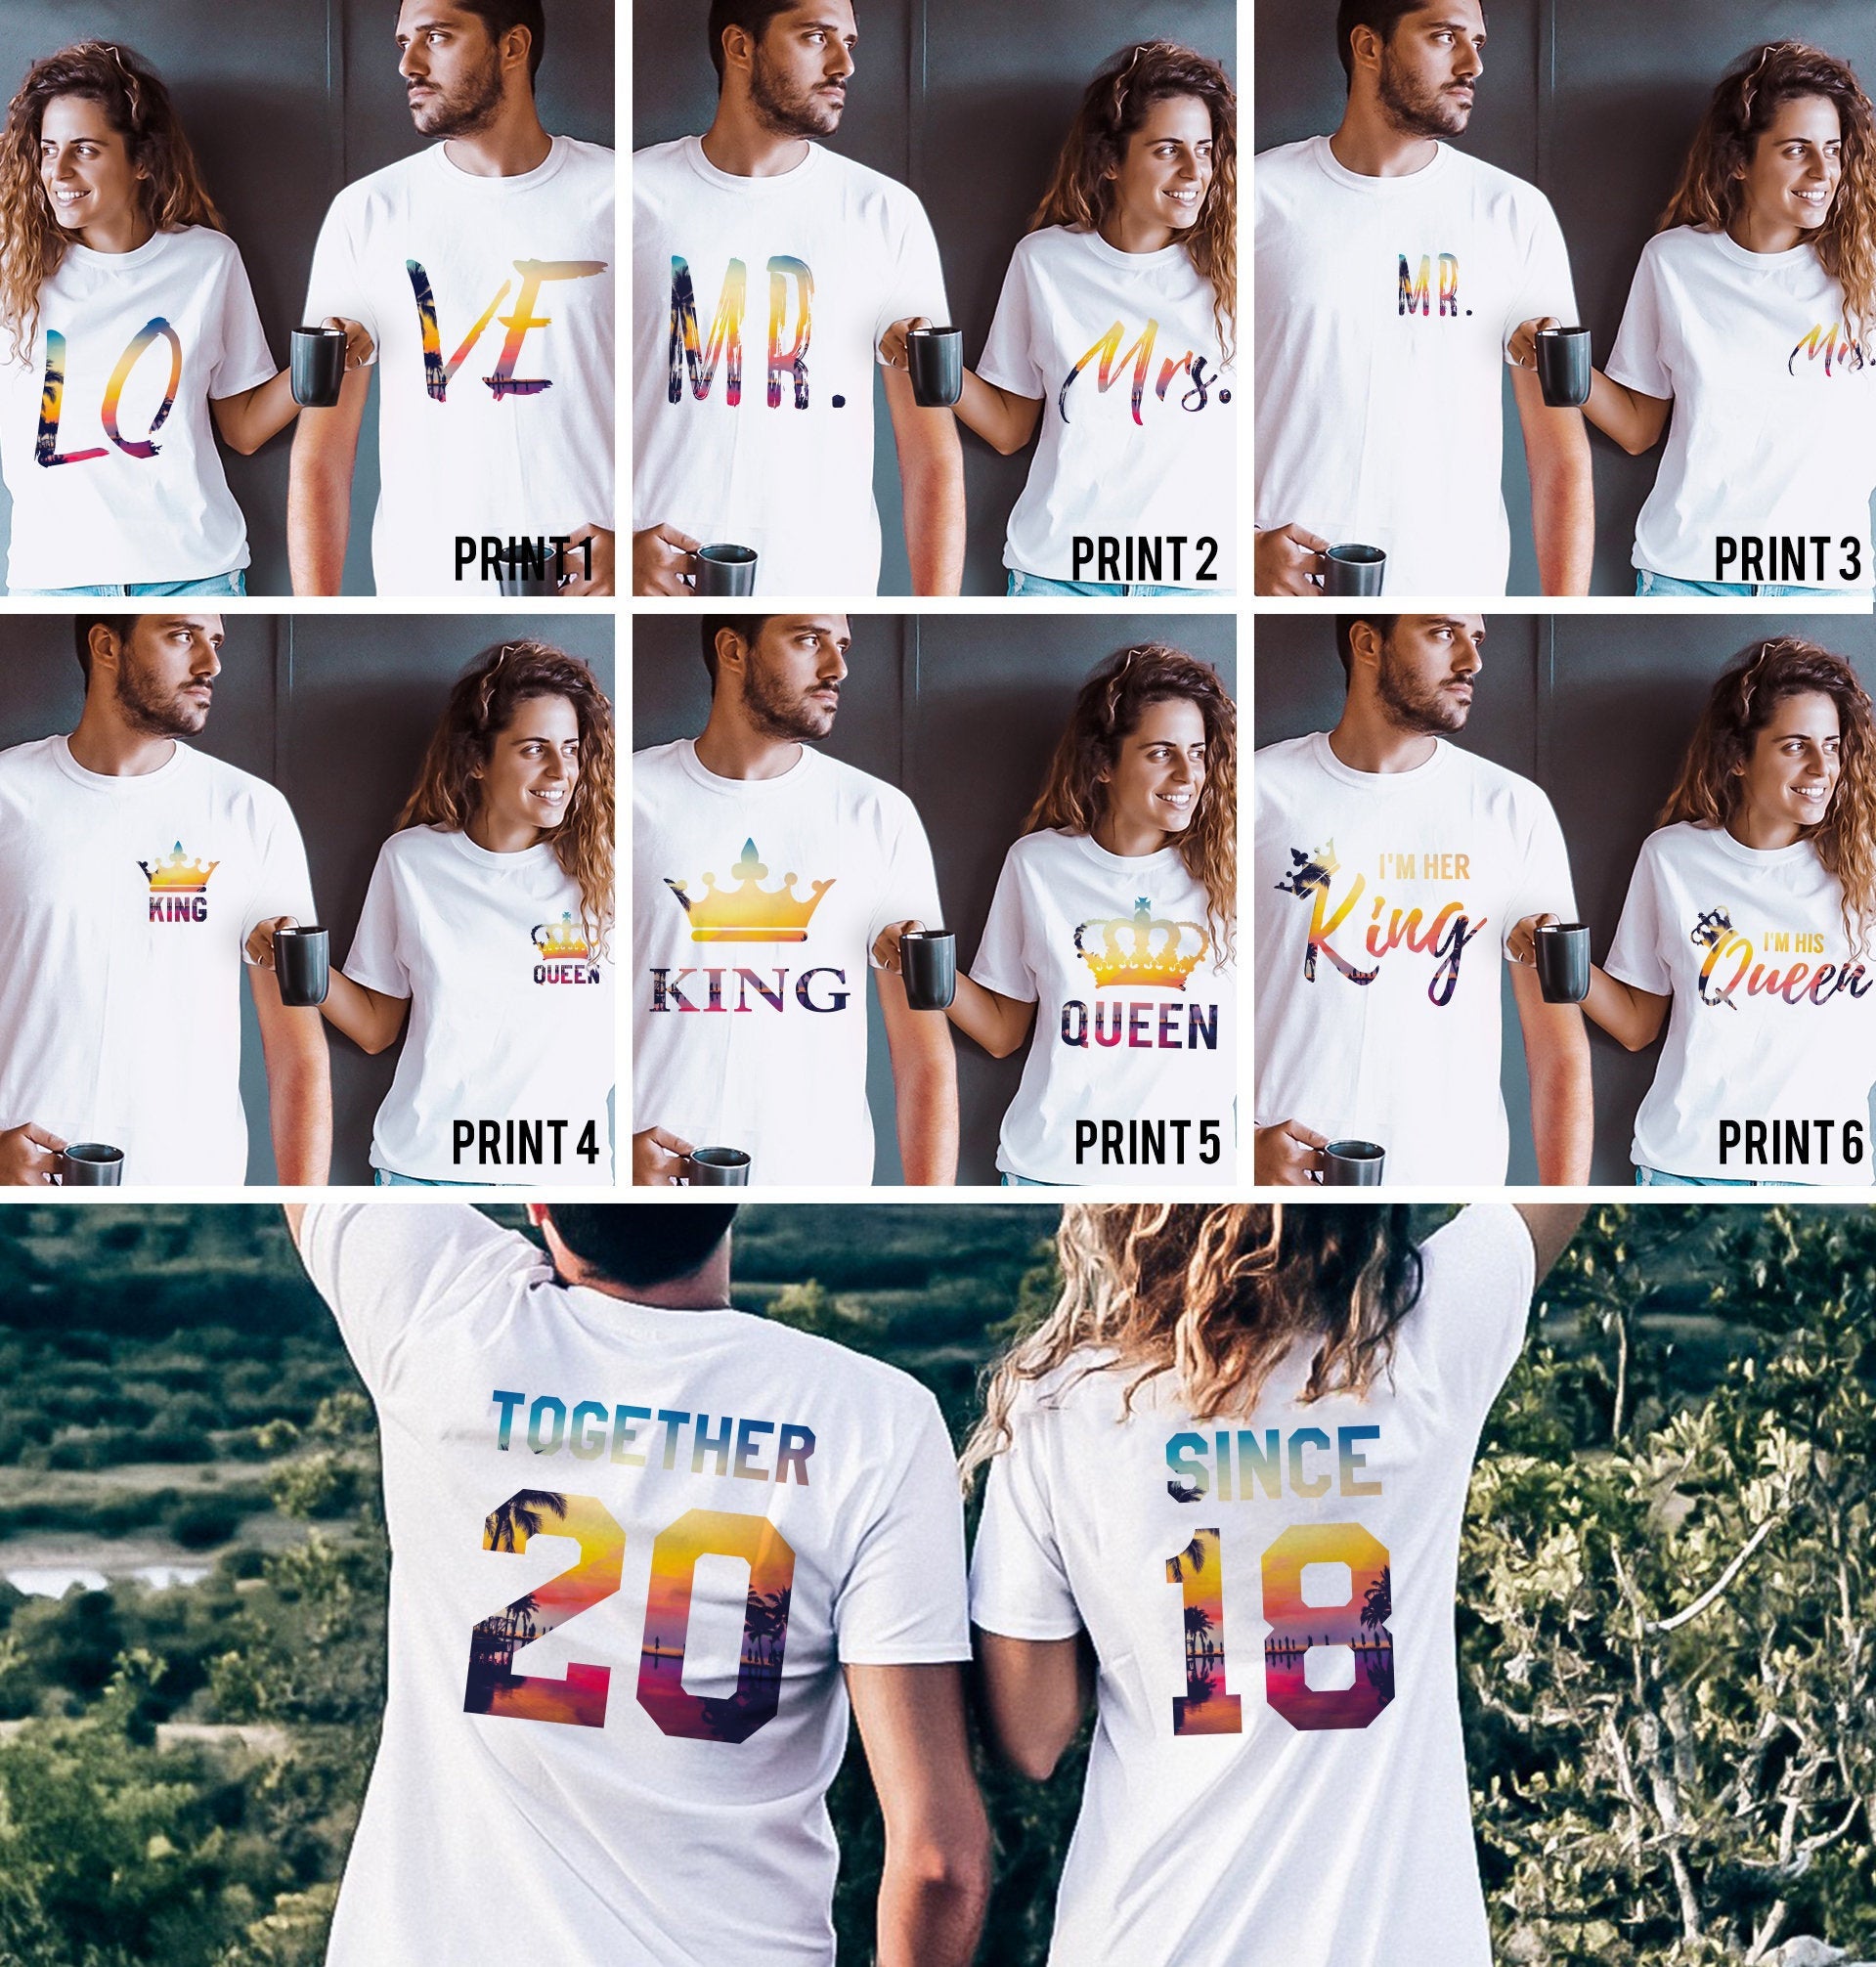 LO
VE
PRINT 1
MR.
Mrs.
PRINT 2
MR.
Mrs.
PRINT 3
KING
QUEEN
PRINT 4
KING
QUEEN
PRINT 5
I'M HER
King
I'M HIS
Queen
PRINT 6
TOGETHER
20
SINCE
18